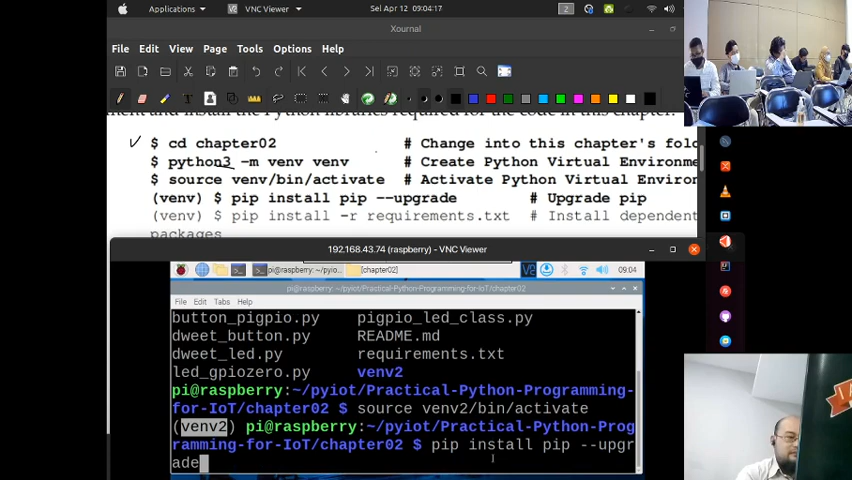 Applications VNC Viewer Sel Apr 12 09:04:17 2
Xournal
File Edit View Page Tools Options Help
$ cd chapter02 # Change into this chapter's fol
$ python3 -m venv venv # Create Python Virtual Environme
$ source venv/bin/activate # Activate Python Virtual Environ
(venv) $ pip install pip --upgrade # Upgrade pip
(venv) $ pip install -r requirements.txt # Install dependent
packages
192.168.43.74 (raspberry) - VNC Viewer
pi@raspberry: ~/pyio... [chapter02] 09:04
pi@raspberry: ~/pyiot/Practical-Python-Programming-for-IoT/chapter02
File Edit Tabs Help
button_pigpio.py pigpio_led_class.py
dweet_button.py README.md
dweet_led.py requirements.txt
led_gpiozero.py venv2
pi@raspberry:~/pyiot/Practical-Python-Programming-
for-IoT/chapter02 $ source venv2/bin/activate
(venv2) pi@raspberry:~/pyiot/Practical-Python-Prog
ramming-for-IoT/chapter02 $ pip install pip --upgr
ade